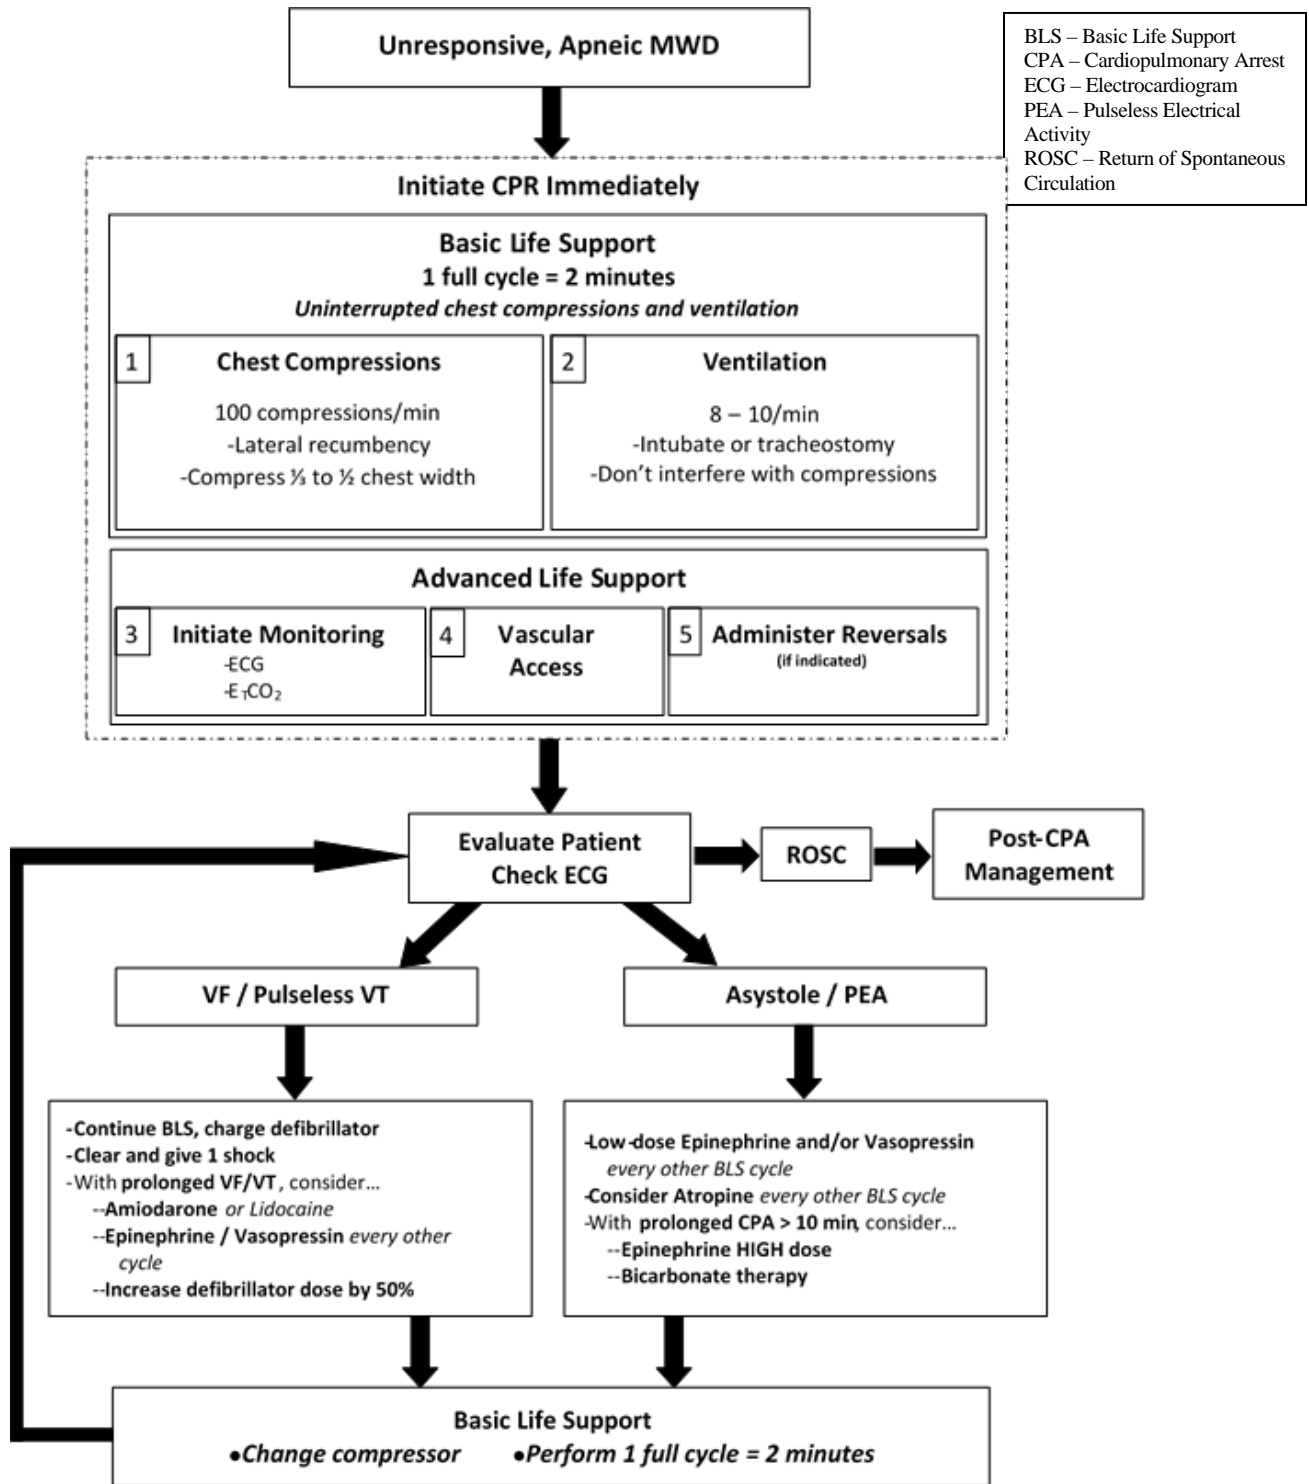 Unresponsive, Apneic MWD
BLS – Basic Life Support
CPA – Cardiopulmonary Arrest
ECG – Electrocardiogram
PEA – Pulseless Electrical
Activity
ROSC – Return of Spontaneous
Circulation
Initiate CPR Immediately
Basic Life Support
1 full cycle = 2 minutes
Uninterrupted chest compressions and ventilation
1
Chest Compressions
100 compressions/min
-Lateral recumbency
-Compress ⅓ to ½ chest width
2
Ventilation
8 – 10/min
-Intubate or tracheostomy
-Don't interfere with compressions
Advanced Life Support
3
Initiate Monitoring
-ECG
-ETCO2
4
Vascular
Access
5
Administer Reversals
(if indicated)
Evaluate Patient
Check ECG
ROSC
Post-CPA
Management
VF / Pulseless VT
Asystole / PEA
-Continue BLS, charge defibrillator
-Clear and give 1 shock
-With prolonged VF/VT, consider...
--Amiodarone or Lidocaine
--Epinephrine / Vasopressin every other
cycle
--Increase defibrillator dose by 50%
-Low-dose Epinephrine and/or Vasopressin
every other BLS cycle
-Consider Atropine every other BLS cycle
-With prolonged CPA > 10 min, consider...
--Epinephrine HIGH dose
--Bicarbonate therapy
Basic Life Support
•Change compressor •Perform 1 full cycle = 2 minutes